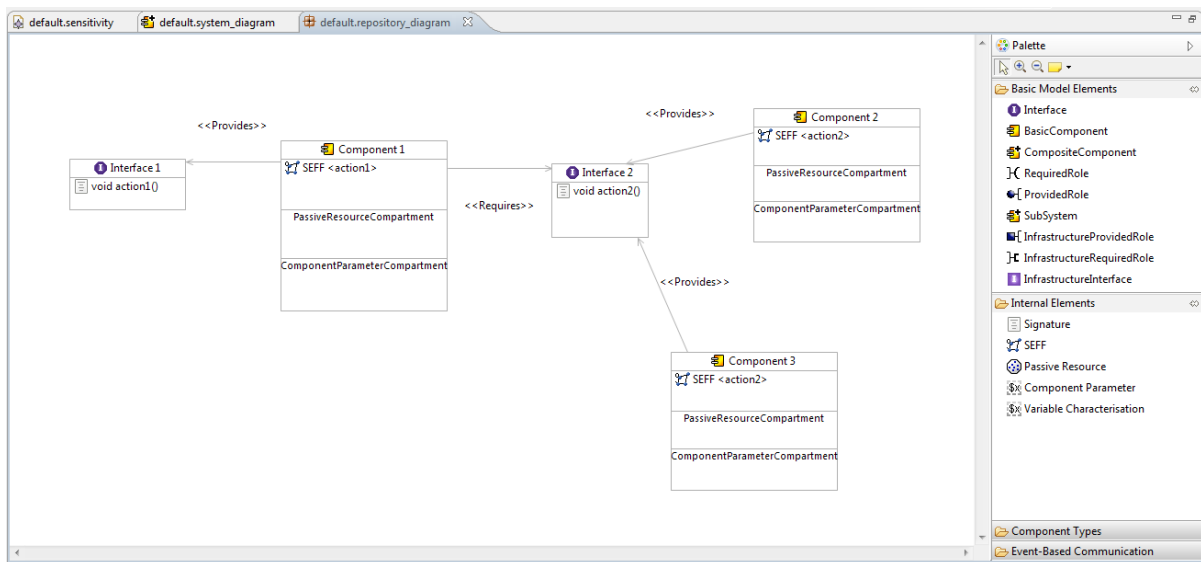 default.sensitivity
default.system_diagram
default.repository_diagram
<<Provides>>
Interface 1
void action1()
Component 1
SEFF <action1>
PassiveResourceCompartment
ComponentParameterCompartment
<<Requires>>
Interface 2
void action2()
<<Provides>>
Component 2
SEFF <action2>
PassiveResourceCompartment
ComponentParameterCompartment
<<Provides>>
Component 3
SEFF <action2>
PassiveResourceCompartment
ComponentParameterCompartment
Palette
Basic Model Elements
Interface
BasicComponent
CompositeComponent
RequiredRole
ProvidedRole
SubSystem
InfrastructureProvidedRole
InfrastructureRequiredRole
InfrastructureInterface
Internal Elements
Signature
SEFF
Passive Resource
Component Parameter
Variable Characterisation
Component Types
Event-Based Communication